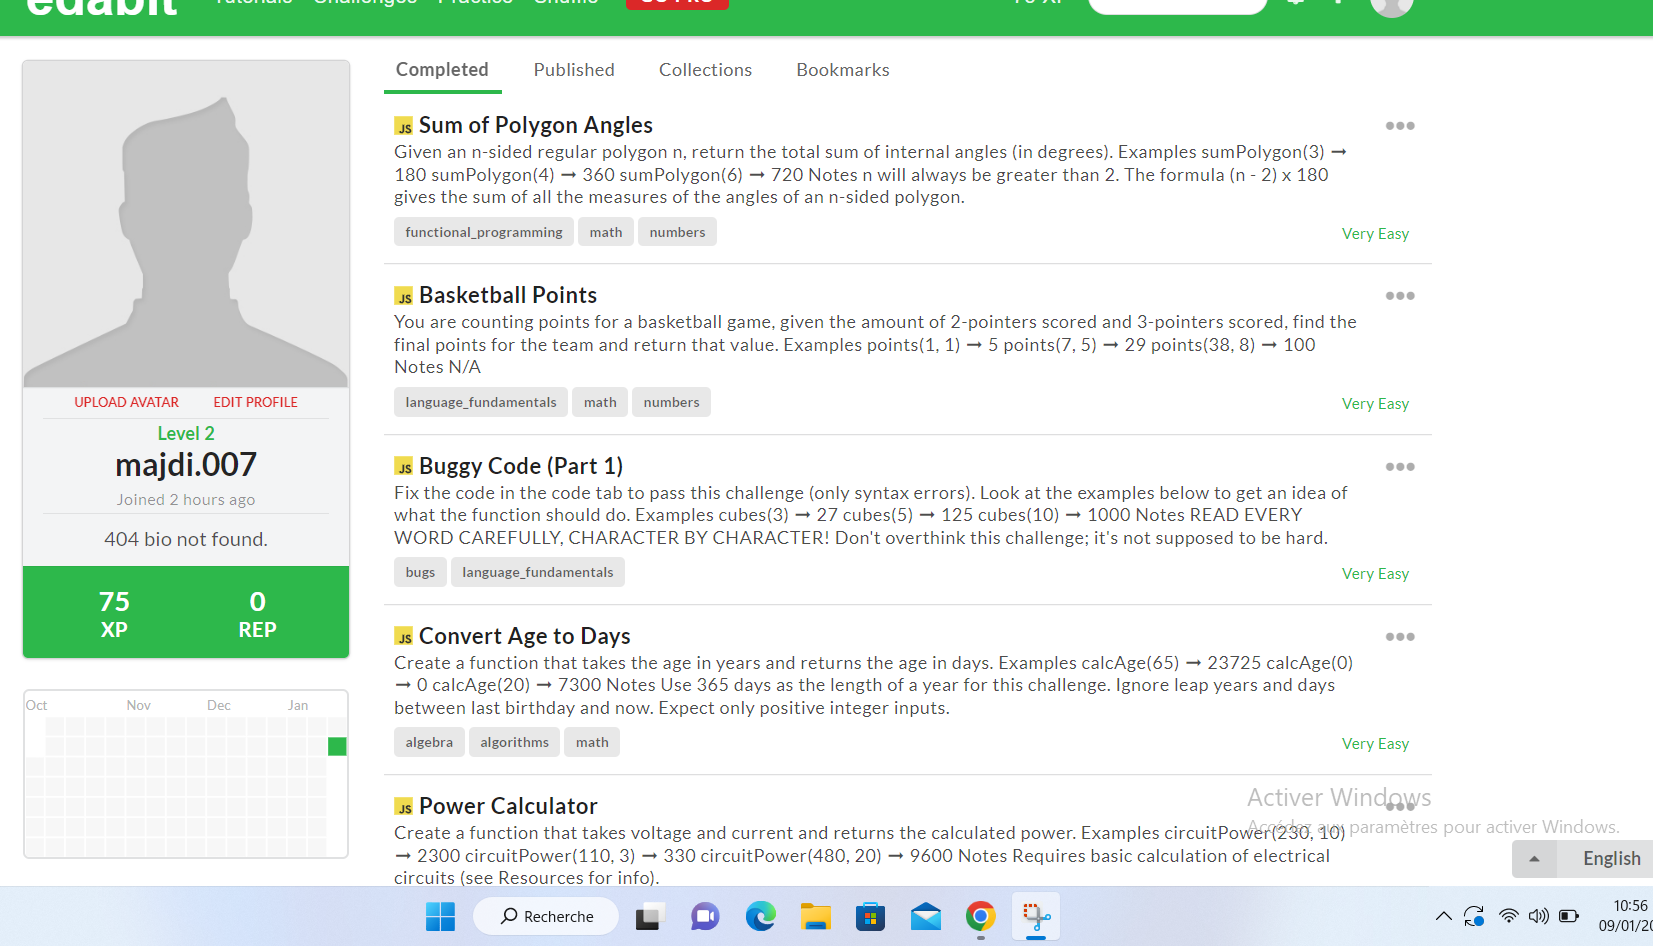 edabit Tutorials Challenges Practice Shuffle GO PRO 75 XP
Completed Published Collections Bookmarks
JS Sum of Polygon Angles
Given an n-sided regular polygon n, return the total sum of internal angles (in degrees). Examples sumPolygon(3) ➞
180 sumPolygon(4) ➞ 360 sumPolygon(6) ➞ 720 Notes n will always be greater than 2. The formula (n - 2) x 180
gives the sum of all the measures of the angles of an n-sided polygon.
functional_programming math numbers
Very Easy
JS Basketball Points
You are counting points for a basketball game, given the amount of 2-pointers scored and 3-pointers scored, find the
final points for the team and return that value. Examples points(1, 1) ➞ 5 points(7, 5) ➞ 29 points(38, 8) ➞ 100
Notes N/A
language_fundamentals math numbers
Very Easy
JS Buggy Code (Part 1)
Fix the code in the code tab to pass this challenge (only syntax errors). Look at the examples below to get an idea of
what the function should do. Examples cubes(3) ➞ 27 cubes(5) ➞ 125 cubes(10) ➞ 1000 Notes READ EVERY
WORD CAREFULLY, CHARACTER BY CHARACTER! Don't overthink this challenge; it's not supposed to be hard.
bugs language_fundamentals
Very Easy
JS Convert Age to Days
Create a function that takes the age in years and returns the age in days. Examples calcAge(65) ➞ 23725 calcAge(0)
➞ 0 calcAge(20) ➞ 7300 Notes Use 365 days as the length of a year for this challenge. Ignore leap years and days
between last birthday and now. Expect only positive integer inputs.
algebra algorithms math
Very Easy
JS Power Calculator
Create a function that takes voltage and current and returns the calculated power. Examples circuitPower(230, 10)
➞ 2300 circuitPower(110, 3) ➞ 330 circuitPower(480, 20) ➞ 9600 Notes Requires basic calculation of electrical
circuits (see Resources for info).
UPLOAD AVATAR EDIT PROFILE
Level 2
majdi.007
Joined 2 hours ago
404 bio not found.
75 0
XP REP
Oct Nov Dec Jan
Activer Windows
Accédez aux paramètres pour activer Windows.
English
Recherche
10:56
09/01/20